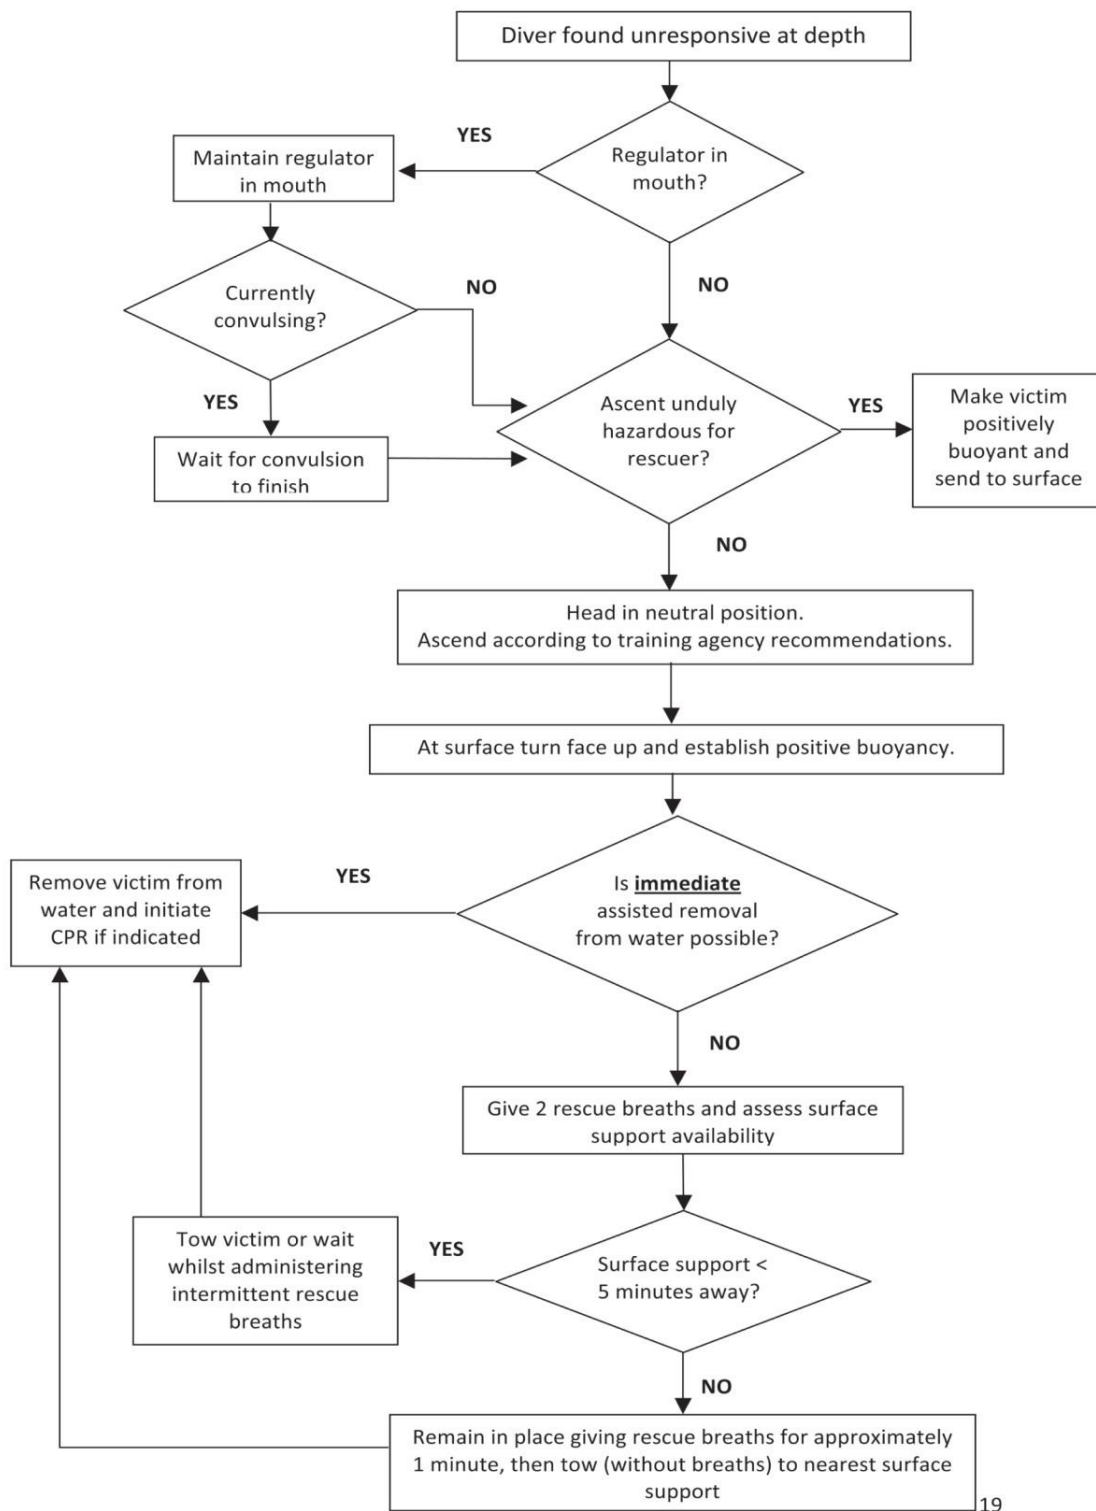 Diver found unresponsive at depth
YES
Maintain regulator
in mouth
Regulator in
mouth?
NO
NO
Currently
convulsing?
YES
Ascent unduly
hazardous for
rescuer?
YES
Make victim
positively
buoyant and
send to surface
Wait for convulsion
to finish
NO
Head in neutral position.
Ascend according to training agency recommendations.
At surface turn face up and establish positive buoyancy.
Remove victim from
water and initiate
CPR if indicated
YES
Is immediate
assisted removal
from water possible?
NO
Give 2 rescue breaths and assess surface
support availability
Tow victim or wait
whilst administering
intermittent rescue
breaths
YES
Surface support <
5 minutes away?
NO
Remain in place giving rescue breaths for approximately
1 minute, then tow (without breaths) to nearest surface
support
19